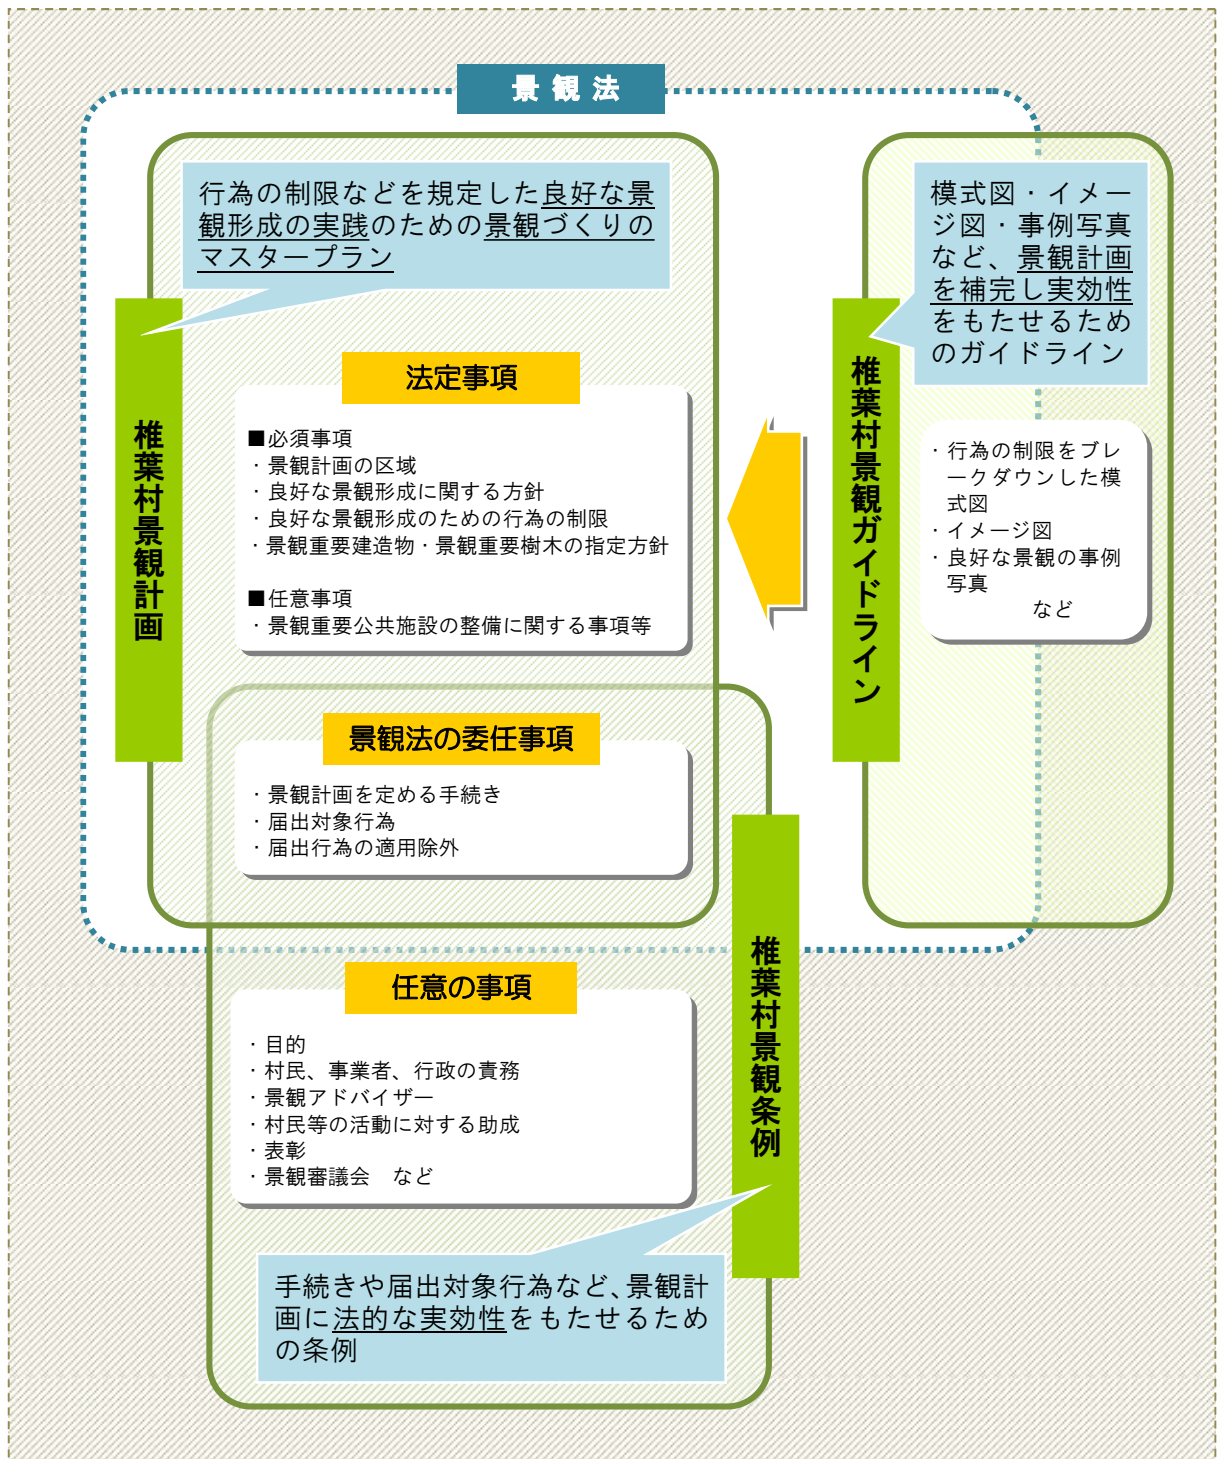 景観法
行為の制限などを規定した良好な景
観形成の実践のための景観づくりの
マスタープラン
椎葉村景観計画
法定事項
■必須事項
・景観計画の区域
・良好な景観形成に関する方針
・良好な景観形成のための行為の制限
・景観重要建造物・景観重要樹木の指定方針
■任意事項
・景観重要公共施設の整備に関する事項等
景観法の委任事項
・景観計画を定める手続き
・届出対象行為
・届出行為の適用除外
模式図・イメー
ジ図・事例写真
など、景観計画
を補完し実効性
をもたせるため
のガイドライン
椎葉村景観ガイドライン
・行為の制限をブレ
ークダウンした模
式図
・イメージ図
・良好な景観の事例
写真
など
椎葉村景観条例
任意の事項
・目的
・村民、事業者、行政の責務
・景観アドバイザー
・村民等の活動に対する助成
・表彰
・景観審議会　など
手続きや届出対象行為など、景観計
画に法的な実効性をもたせるため
の条例